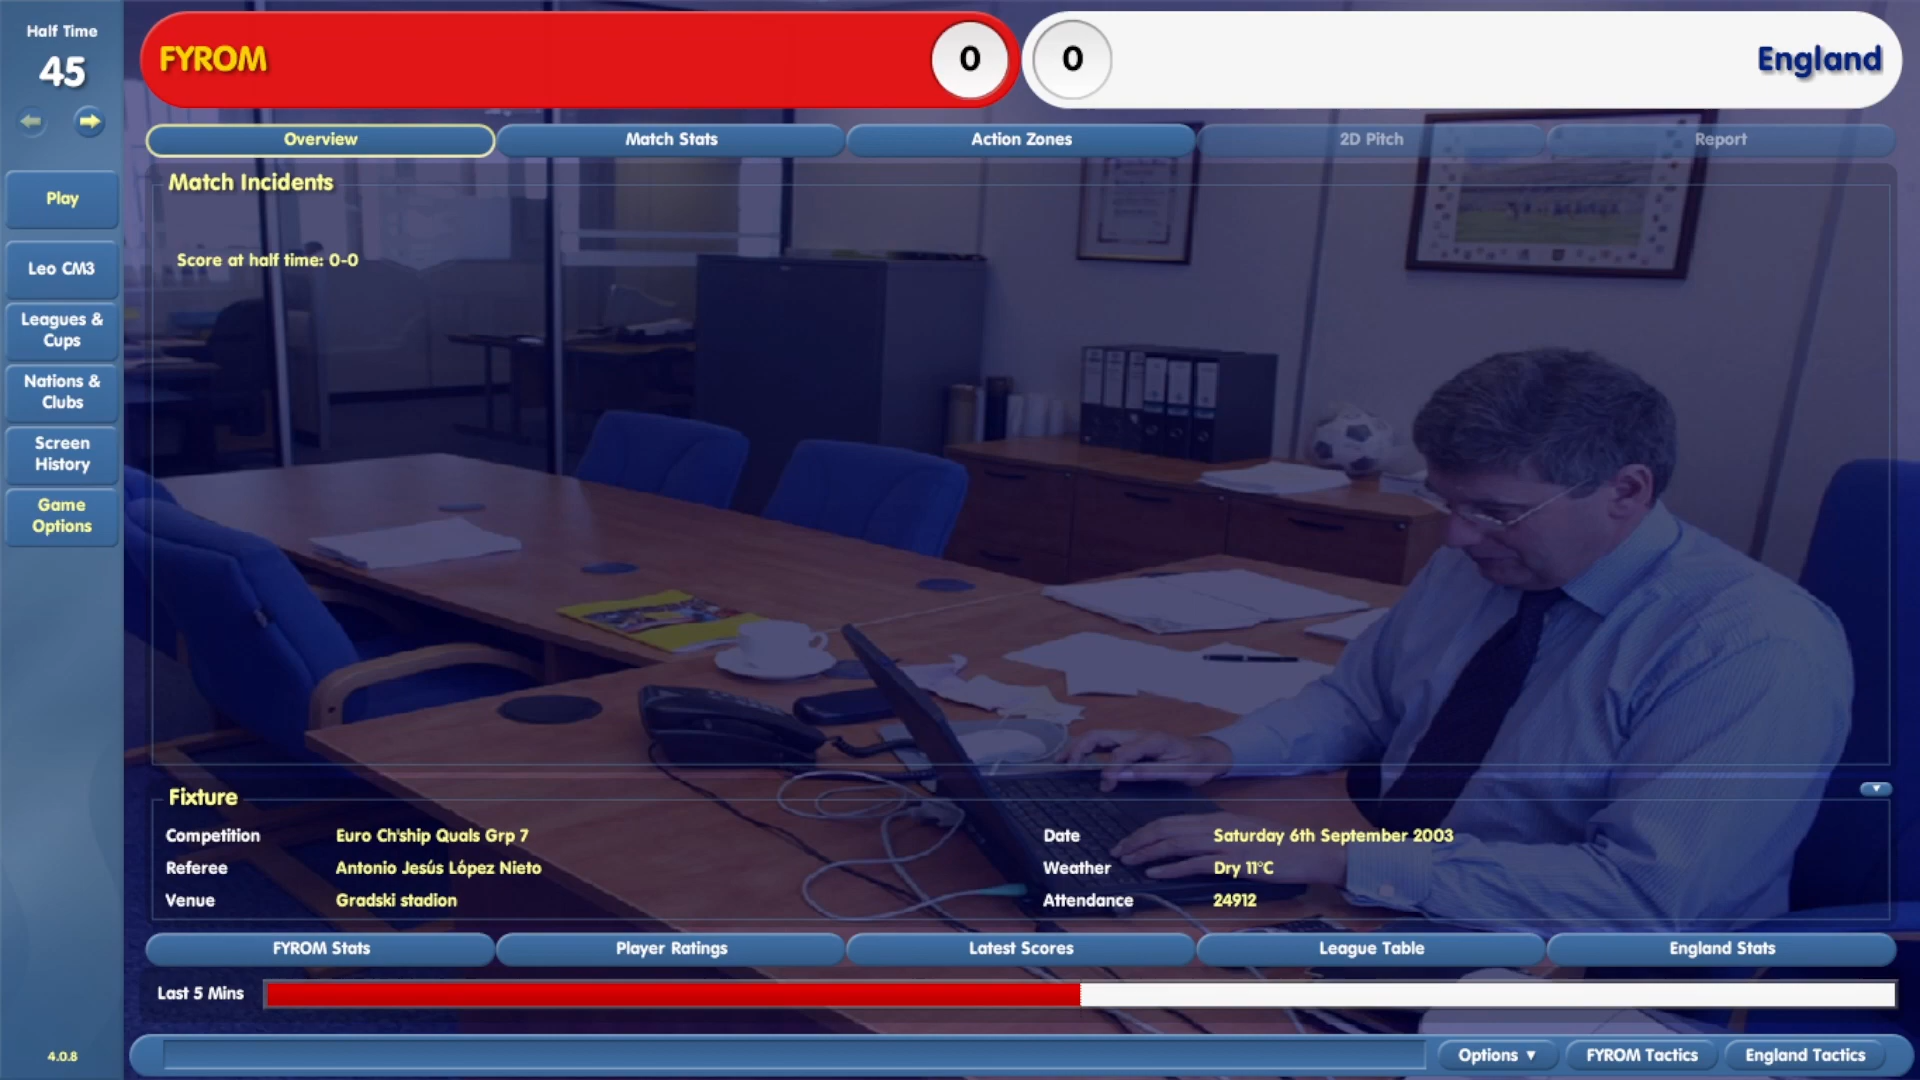 Half Time
45
FYROM
0
0
England
Overview
Match Stats
Action Zones
2D Pitch
Report
Match Incidents
Score at half time: 0-0
Play
Leo CM3
Leagues &
Cups
Nations &
Clubs
Screen
History
Game
Options
Fixture
Competition
Euro Ch'ship Quals Grp 7
Date
Saturday 6th September 2003
Referee
Antonio Jesús López Nieto
Weather
Dry 11°C
Venue
Gradski stadion
Attendance
24912
FYROM Stats
Player Ratings
Latest Scores
League Table
England Stats
Last 5 Mins
4.0.8
Options
FYROM Tactics
England Tactics